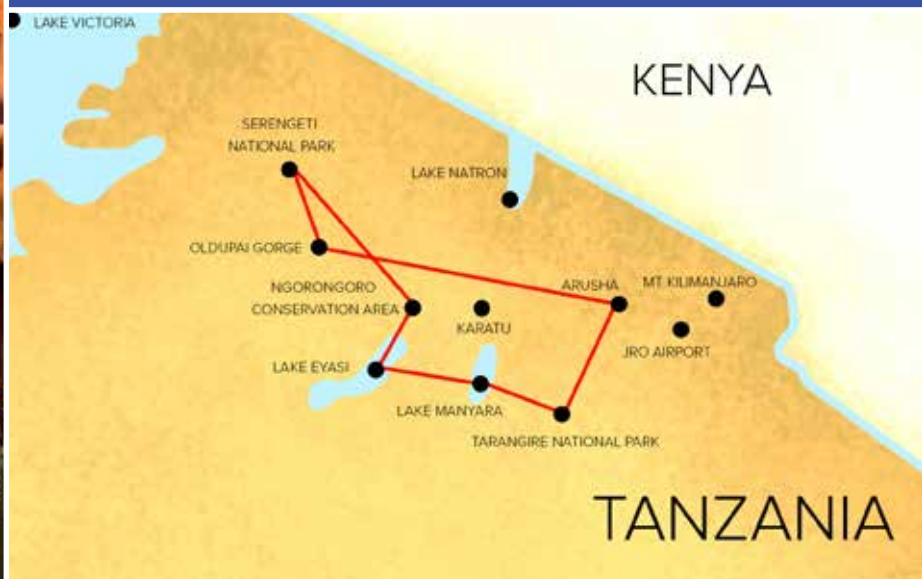 LAKE VICTORIA
KENYA
SERENGETI
NATIONAL PARK
LAKE NATRON
OLDUPAI GORGE
NGORONGORO
CONSERVATION AREA
ARUSHA
MT KILIMANJARO
KARATU
JRO AIRPORT
LAKE EYASI
LAKE MANYARA
TARANGIRE NATIONAL PARK
TANZANIA